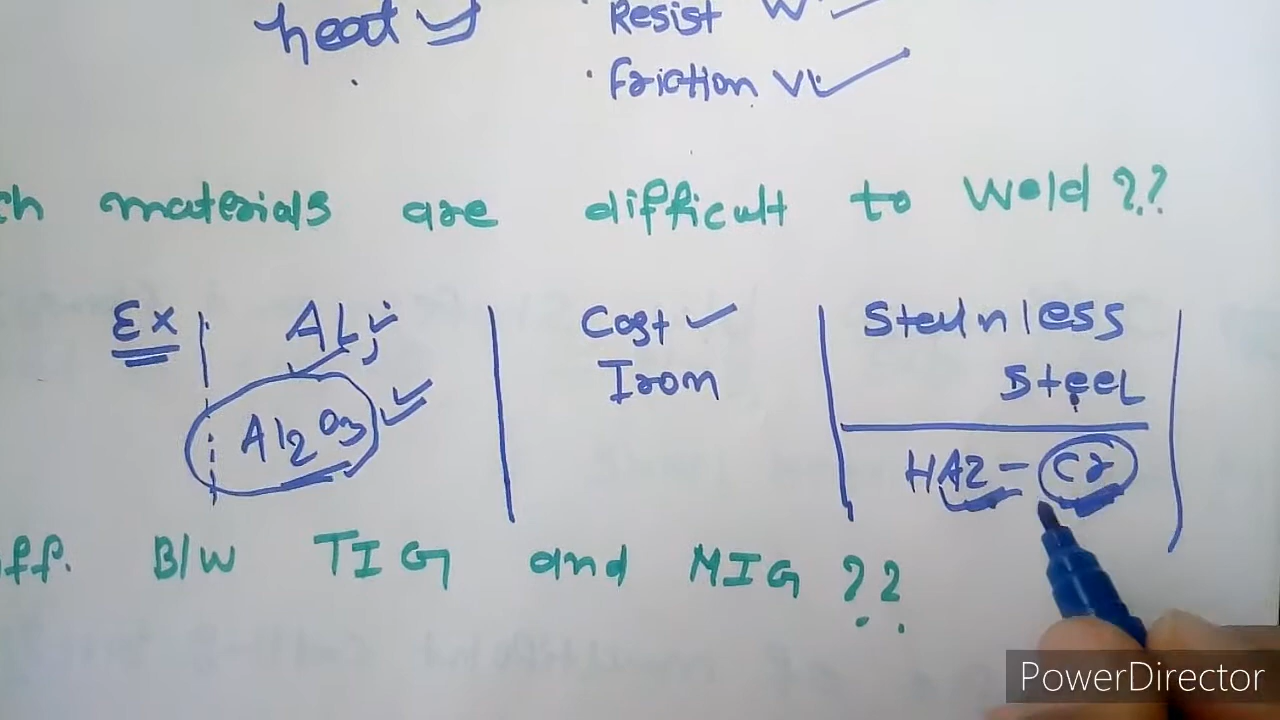 heat
Resist W
Friction W
ch materials are difficult to Weld??
Ex
AL;
Al2O3
Cast
Iron
Stainless
Steel
HAZ - Cr
ff. B/W TIG and MIG ??
PowerDirector